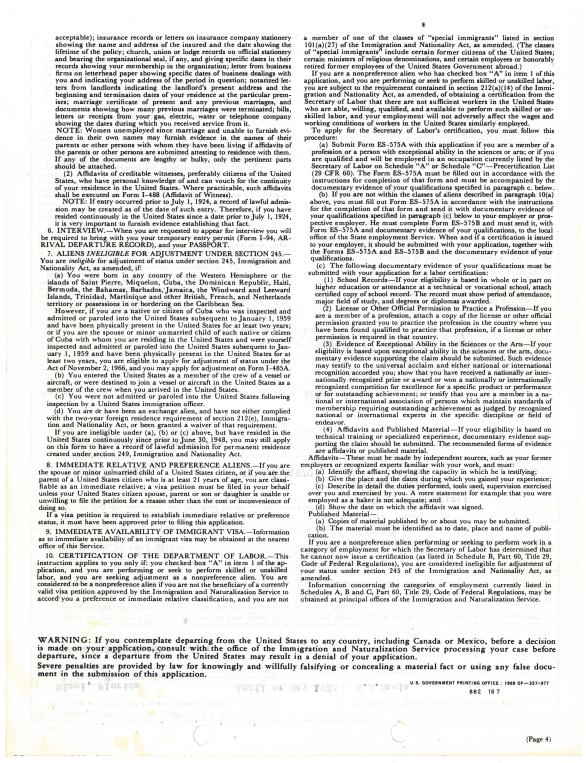 8
acceptable); insurance records or letters on insurance company stationery
showing the name and address of the insured and the date showing the
lifetime of the policy; church, union or lodge records on official stationery
and bearing the organizational seal, if any, and giving specific dates in their
records showing your membership in the organization; letter from business
firms on letterhead paper showing specific dates of business dealings with
you and indicating your address of the period in question; notarized let-
ters from landlords indicating the landlord's present address and the
beginning and termination dates of your residence at the particular prem-
ises; marriage certificate of present and any previous marriages, and
documents showing how many previous marriages were terminated; bills,
letters or receipts from your gas, electric, water or telephone company
showing the dates during which you received service from it.
NOTE: Women unemployed since marriage and unable to furnish evi-
dence in their own names may furnish evidence in the names of their
parents or other persons with whom they have been living if affidavits of
the parents or other persons are submitted attesting to residence with them.
If any of the documents are lengthy or bulky, only the pertinent parts
should be attached.
(2) Affidavits of creditable witnesses, preferably citizens of the United
States, who have personal knowledge of and can vouch for the continuity
of your residence in the United States. Where practicable, such affidavits
shall be executed on Form I-488 (Affidavit of Witness).
NOTE: If entry occurred prior to July 1, 1924, a record of lawful admis-
sion may be created as of the date of such entry. Therefore, if you have
resided continuously in the United States since a date prior to July 1, 1924,
it is very important to furnish evidence establishing that fact.
6. INTERVIEW.—When you are requested to appear for interview you will
be required to bring with you your temporary entry permit (Form I-94, AR-
RIVAL DEPARTURE RECORD), and your PASSPORT.
7. ALIENS INELIGIBLE FOR ADJUSTMENT UNDER SECTION 245.—
You are ineligible for adjustment of status under section 245, Immigration and
Nationality Act, as amended, if:
(a) You were born in any country of the Western Hemisphere or the
islands of Saint Pierre, Miquelon, Cuba, the Dominican Republic, Haiti,
Bermuda, the Bahamas, Barbados, Jamaica, the Windward and Leeward
Islands, Trinidad, Martinique and other British, French, and Netherlands
territory or possessions in or bordering on the Caribbean Sea.
However, if you are a native or citizen of Cuba who was inspected and
admitted or paroled into the United States subsequent to January 1, 1959
and have been physically present in the United States for at least two years;
or if you are the spouse or minor unmarried child of such native or citizen
of Cuba with whom you are residing in the United States and were yourself
inspected and admitted or paroled into the United States subsequent to Jan-
uary 1, 1959 and have been physically present in the United States for at
least two years, you are eligible to apply for adjustment of status under the
Act of November 2, 1966, and you may apply for adjustment on Form I-485A.
(b) You entered the United States as a member of the crew of a vessel or
aircraft, or were destined to join a vessel or aircraft in the United States as a
member of the crew when you arrived in the United States.
(c) You were not admitted or paroled into the United States following
inspection by a United States immigration officer.
(d) You are or have been an exchange alien, and have not either complied
with the two-year foreign residence requirement of section 212(e), Immigra-
tion and Nationality Act, or been granted a waiver of that requirement.
If you are ineligible under (a), (b) or (c) above, but have resided in the
United States continuously since prior to June 30, 1948, you may still apply
on this form to have a record of lawful admission for permanent residence
created under section 249, Immigration and Nationality Act.
8. IMMEDIATE RELATIVE AND PREFERENCE ALIENS.—If you are the
spouse or minor unmarried child of a United States citizen, or if you are the
parent of a United States citizen who is at least 21 years of age, you are classi-
fiable as an immediate relative; a visa petition must be filed in your behalf
unless your United States citizen spouse, parent or son or daughter is unable or
unwilling to file the petition for a reason other than the cost or inconvenience of
doing so.
If a visa petition is required to establish immediate relative or preference
status, it must have been approved prior to filing this application.
9. IMMEDIATE AVAILABILITY OF IMMIGRANT VISA.—Information
as to immediate availability of an immigrant visa may be obtained at the nearest
office of this Service.
10. CERTIFICATION OF THE DEPARTMENT OF LABOR.—This
instruction applies to you only if: you checked box "A" in item 1 of the ap-
plication, and you are performing or seek to perform skilled or unskilled
labor, and you are seeking adjustment as a nonpreference alien. You are
considered to be a nonpreference alien if you are not the beneficiary of a currently
valid visa petition approved by the Immigration and Naturalization Service to
accord you a preference or immediate relative classification, and you are not
a member of one of the classes of "special immigrants" listed in section
101(a)(27) of the Immigration and Nationality Act, as amended. (The classes
of "special immigrants" include certain former citizens of the United States;
certain ministers of religious denominations, and certain employees or honorably
retired former employees of the United States Government abroad.)
If you are a nonpreference alien who has checked box "A" in item 1 of this
application, and you are performing or seek to perform skilled or unskilled labor,
you are subject to the requirement contained in section 212(a)(14) of the Immi-
gration and Nationality Act, as amended, of obtaining a certification from the
Secretary of Labor that there are not sufficient workers in the United States
who are able, willing, qualified, and available to perform such skilled or un-
skilled labor, and your employment will not adversely affect the wages and
working conditions of workers in the United States similarly employed.
To apply for the Secretary of Labor's certification, you must follow this
procedure:
(a) Submit Form ES-575A with this application if you are a member of a
profession or a person with exceptional ability in the sciences or arts; or if you
are qualified and will be employed in an occupation currently listed by the
Secretary of Labor on Schedule "A" or Schedule "C"—Precertification List
(29 CFR 60). The Form ES-575A must be filled out in accordance with the
instructions for completion of that form and must be accompanied by the
documentary evidence of your qualifications specified in paragraph c. below.
(b) If you are not within the classes of aliens described in paragraph 10(a)
above, you must fill out Form ES-575A in accordance with the instructions
for the completion of that form and send it with documentary evidence of
your qualifications specified in paragraph (c) below to your employer or pros-
pective employer. He must complete Form ES-575B and must send it, with
Form ES-575A and documentary evidence of your qualifications, to the local
office of the State employment Service. When and if a certification is issued
to your employer, it should be submitted with your application, together with
the Forms ES-575A and ES-575B and the documentary evidence of your
qualifications.
(c) The following documentary evidence of your qualifications must be
submitted with your application for a labor certification:
(1) School Records—If your eligibility is based on whole or in part on
higher education or attendance at a technical or vocational school, attach
certified copy of school record. The record must show period of attendance,
major field of study, and degrees or diplomas awarded.
(2) License or Other Official Permission to Practice a Profession—If you
are a member of a profession, attach a copy of the license or other official
permission granted you to practice the profession in the country where you
have been found qualified to practice that profession, if a license or other
permission is required in that country.
(3) Evidence of Exceptional Ability in the Sciences or the Arts—If your
eligibility is based upon exceptional ability in the sciences or the arts, docu-
mentary evidence supporting the claim should be submitted. Such evidence
may testify to the universal acclaim and either national or international
recognition accorded you; show that you have received a nationally or inter-
nationally recognized prize or award or won a nationally or internationally
recognized competition for excellence for a specific product or performance
or for outstanding achievement; or testify that you are a member in a na-
tional or international association of persons which maintain standards of
membership requiring outstanding achievement as judged by recognized
national or international experts in the specific discipline or field of
endeavor.
(4) Affidavits and Published Material—If your eligibility is based on
technical training or specialized experience, documentary evidence sup-
porting the claim should be submitted. The recommended forms of evidence
are affidavits or published material.
Affidavits—These must be made by independent sources, such as your former
employers or recognized experts familiar with your work, and must:
(a) Identify the affiant, showing the capacity in which he is testifying;
(b) Give the place and the dates during which you gained your experience;
(c) Describe in detail the duties performed, tools used, supervision exercised
over you and exercised by you. A mere statement for example that you were
employed as a baker is not adequate; and
(d) Show the date on which the affidavit was signed.
Published Material—
(a) Copies of material published by or about you may be submitted.
(b) The material must be identified as to date, place and name of publi-
cation.
If you are a nonpreference alien performing or seeking to perform work in a
category of employment for which the Secretary of Labor has determined that
he cannot now issue a certification (as listed in Schedule B, Part 60, Title 29,
Code of Federal Regulations), you are considered ineligible for adjustment of
your status under section 245 of the Immigration and Nationality Act, as
amended.
Information concerning the categories of employment currently listed in
Schedules A, B and C, Part 60, Title 29, Code of Federal Regulations, may be
obtained at principal offices of the Immigration and Naturalization Service.
WARNING: If you contemplate departing from the United States to any country, including Canada or Mexico, before a decision
is made on your application, consult with the office of the Immigration and Naturalization Service processing your case before
departure, since a departure from the United States may result in a denial of your application.
Severe penalties are provided by law for knowingly and willfully falsifying or concealing a material fact or using any false docu-
ment in the submission of this application.
U.S. GOVERNMENT PRINTING OFFICE : 1968 OF—337-977
882 167
(Page 4)